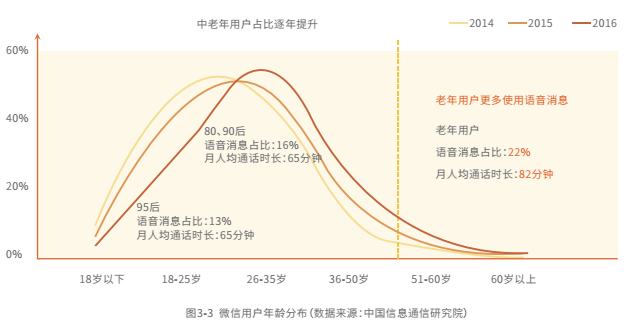 中老年用户占比逐年提升
2014 2015 2016
60%
40%
20%
0%
老年用户更多使用语音消息
老年用户
语音消息占比:22%
月人均通话时长:82分钟
80、90后
语音消息占比:16%
月人均通话时长:65分钟
95后
语音消息占比:13%
月人均通话时长:65分钟
18岁以下 18-25岁 26-35岁 36-50岁 51-60岁 60岁以上
图3-3 微信用户年龄分布(数据来源:中国信息通信研究院)